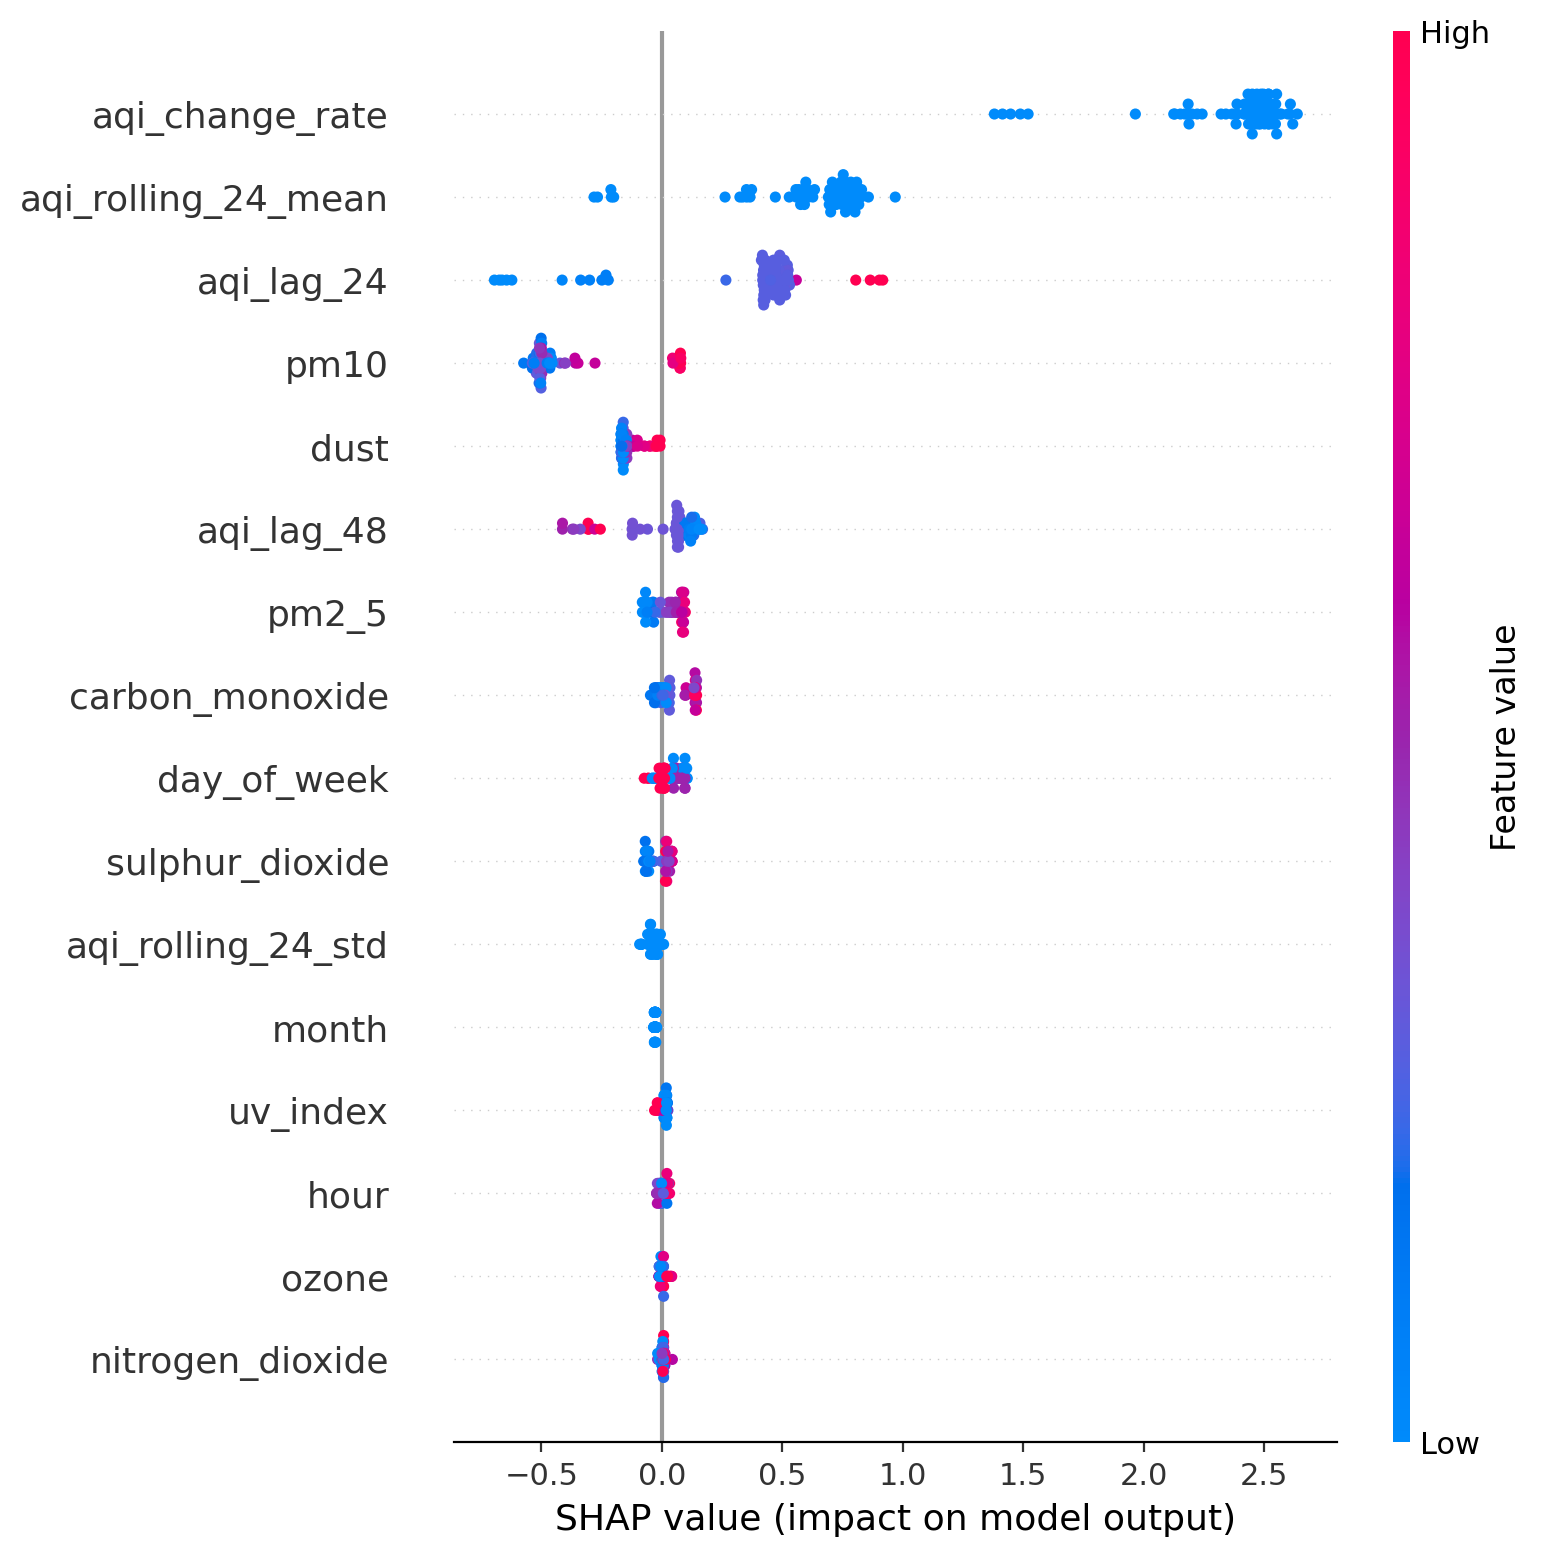 High
aqi_change_rate
aqi_rolling_24_mean
aqi_lag_24
pm10
dust
aqi_lag_48
pm2_5
carbon_monoxide
day_of_week
sulphur_dioxide
aqi_rolling_24_std
month
uv_index
hour
ozone
nitrogen_dioxide
Feature value
Low
−0.5 0.0 0.5 1.0 1.5 2.0 2.5
SHAP value (impact on model output)